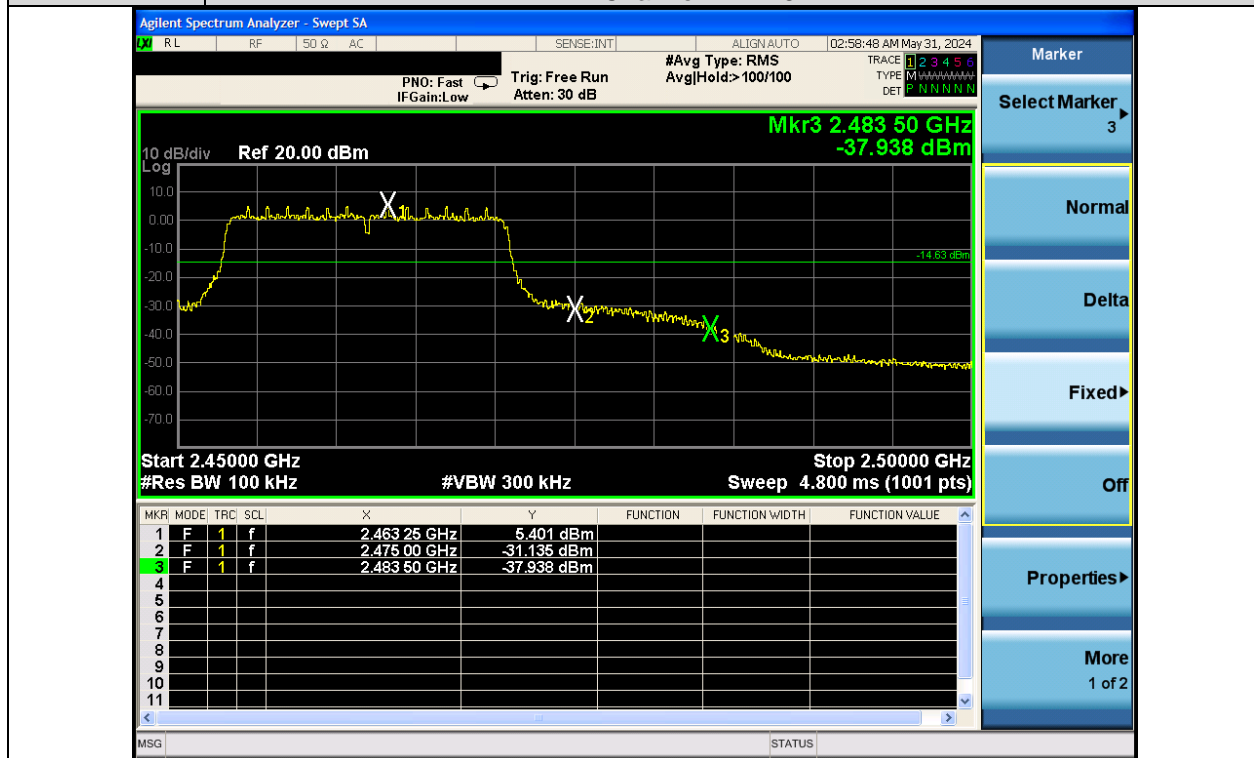 Agilent Spectrum Analyzer - Swept SA
LXI RL RF 50 Ω AC SENSE:INT ALIGN AUTO 02:58:48 AM May 31, 2024
PNO: Fast Trig: Free Run #Avg Type: RMS TRACE 1 2 3 4 5 6
IFGain:Low Atten: 30 dB Avg|Hold:>100/100 TYPE M WWWWW
DET P N N N N N
Mkr3 2.483 50 GHz
-37.938 dBm
10 dB/div Ref 20.00 dBm
Log
10.0
0.00
-10.0
-14.63 dBm
-20.0
-30.0
-40.0
-50.0
-60.0
-70.0
1
2
3
Start 2.45000 GHz Stop 2.50000 GHz
#Res BW 100 kHz #VBW 300 kHz Sweep 4.800 ms (1001 pts)
MKR MODE TRC SCL X Y FUNCTION FUNCTION WIDTH FUNCTION VALUE
1 F 1 f 2.463 25 GHz 5.401 dBm
2 F 1 f 2.475 00 GHz -31.135 dBm
3 F 1 f 2.483 50 GHz -37.938 dBm
4
5
6
7
8
9
10
11
MSG STATUS
Marker
Select Marker
3
Normal
Delta
Fixed
Off
Properties
More
1 of 2